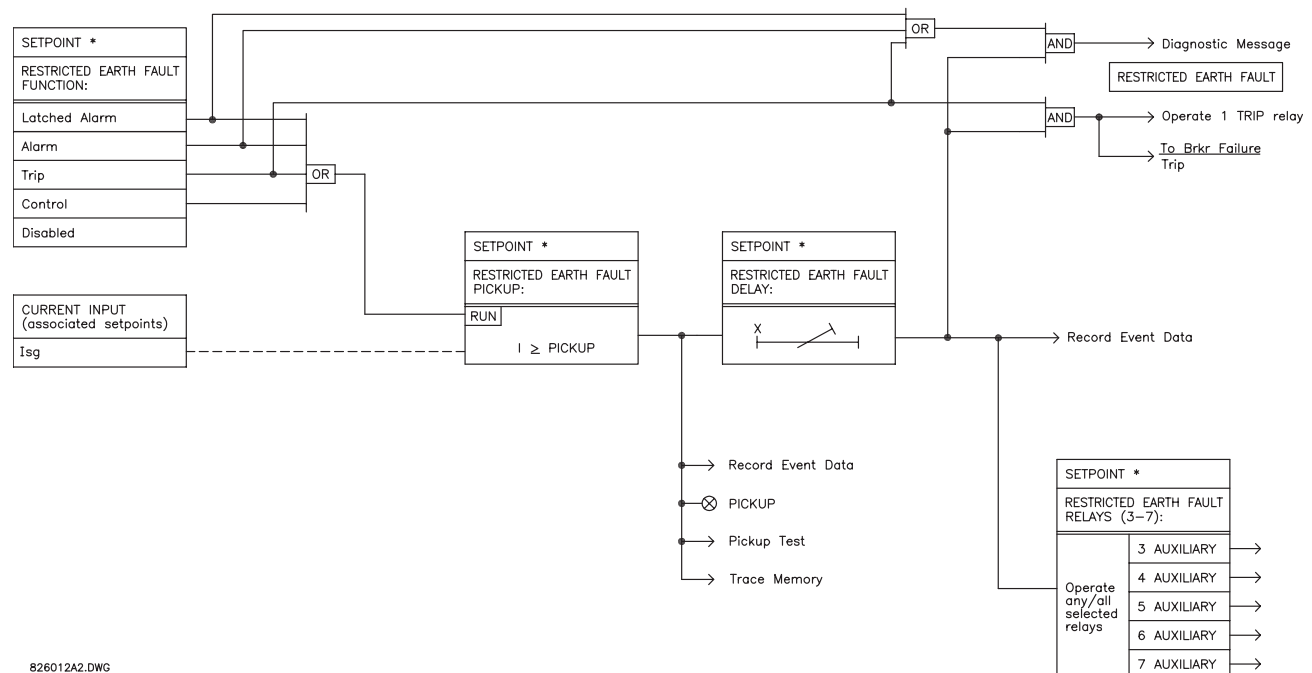 SETPOINT *
RESTRICTED EARTH FAULT
FUNCTION:
Latched Alarm
Alarm
Trip
Control
Disabled
OR
CURRENT INPUT
(associated setpoints)
Isg
SETPOINT *
RESTRICTED EARTH FAULT
PICKUP:
RUN
I ≥ PICKUP
SETPOINT *
RESTRICTED EARTH FAULT
DELAY:
X
OR
AND
Diagnostic Message
RESTRICTED EARTH FAULT
AND
Operate 1 TRIP relay
To Brkr Failure
Trip
Record Event Data
Record Event Data
PICKUP
Pickup Test
Trace Memory
SETPOINT *
RESTRICTED EARTH FAULT
RELAYS (3-7):
Operate
any/all
selected
relays
3 AUXILIARY
4 AUXILIARY
5 AUXILIARY
6 AUXILIARY
7 AUXILIARY
826012A2.DWG